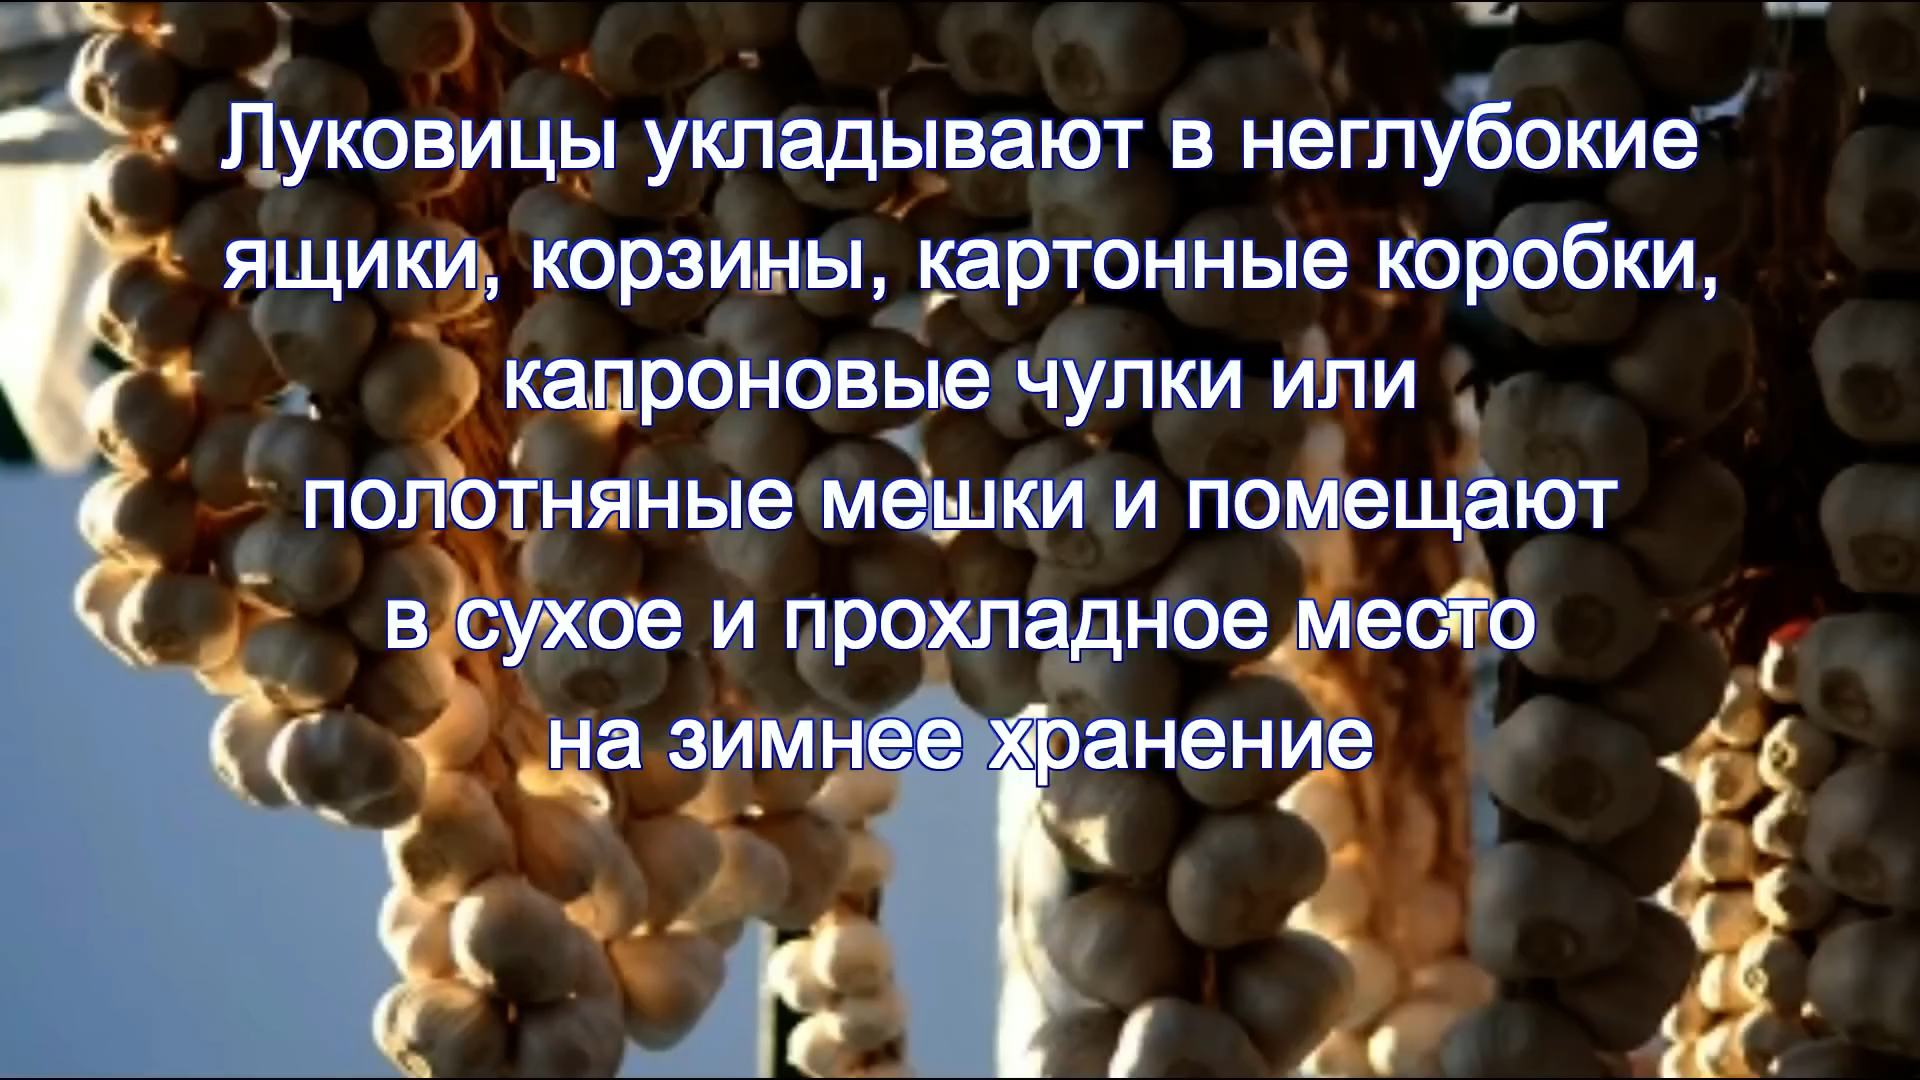 Луковицы укладывают в неглубокие
ящики, корзины, картонные коробки,
капроновые чулки или
полотняные мешки и помещают
в сухое и прохладное место
на зимнее хранение